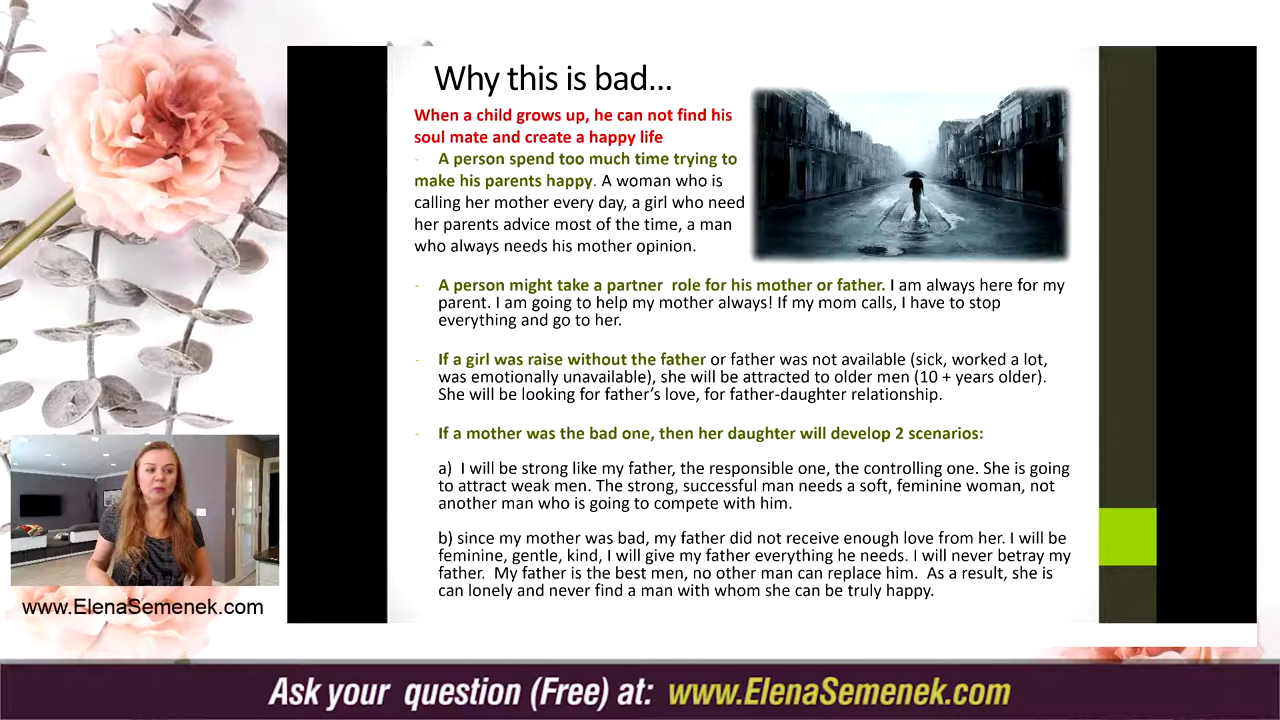 Why this is bad...
When a child grows up, he can not find his
soul mate and create a happy life
- A person spend too much time trying to
make his parents happy. A woman who is
calling her mother every day, a girl who need
her parents advice most of the time, a man
who always needs his mother opinion.
- A person might take a partner role for his mother or father. I am always here for my
parent. I am going to help my mother always! If my mom calls, I have to stop
everything and go to her.
- If a girl was raise without the father or father was not available (sick, worked a lot,
was emotionally unavailable), she will be attracted to older men (10 + years older).
She will be looking for father's love, for father-daughter relationship.
- If a mother was the bad one, then her daughter will develop 2 scenarios:
a) I will be strong like my father, the responsible one, the controlling one. She is going
to attract weak men. The strong, successful man needs a soft, feminine woman, not
another man who is going to compete with him.
b) since my mother was bad, my father did not receive enough love from her. I will be
feminine, gentle, kind, I will give my father everything he needs. I will never betray my
father. My father is the best men, no other man can replace him. As a result, she is
can lonely and never find a man with whom she can be truly happy.
www.ElenaSemenek.com
Ask your question (Free) at: www.ElenaSemenek.com